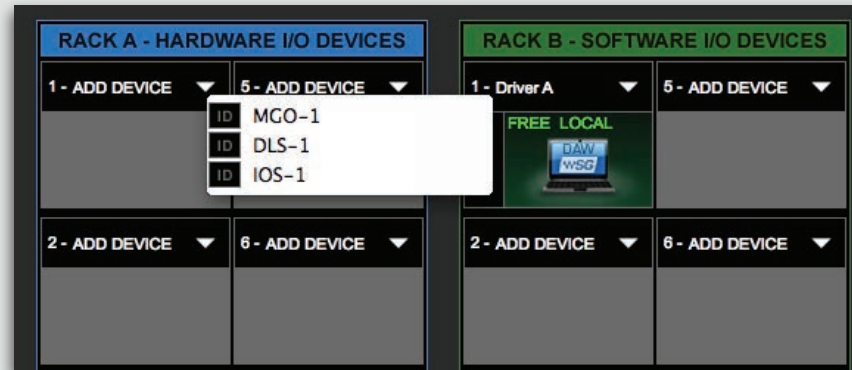 RACK A - HARDWARE I/O DEVICES
RACK B - SOFTWARE I/O DEVICES
1 - ADD DEVICE
5 - ADD DEVICE
1 - Driver A
5 - ADD DEVICE
ID MGO-1
ID DLS-1
ID IOS-1
FREE LOCAL
DAW
WSG
2 - ADD DEVICE
6 - ADD DEVICE
2 - ADD DEVICE
6 - ADD DEVICE